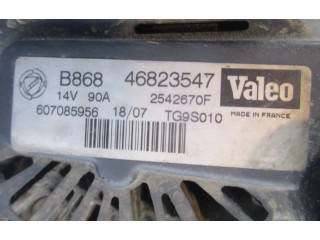 B868 46823547 Valeo
14V 90A 2542670F
607085956 18/07 TG9S010 MADE IN FRANCE